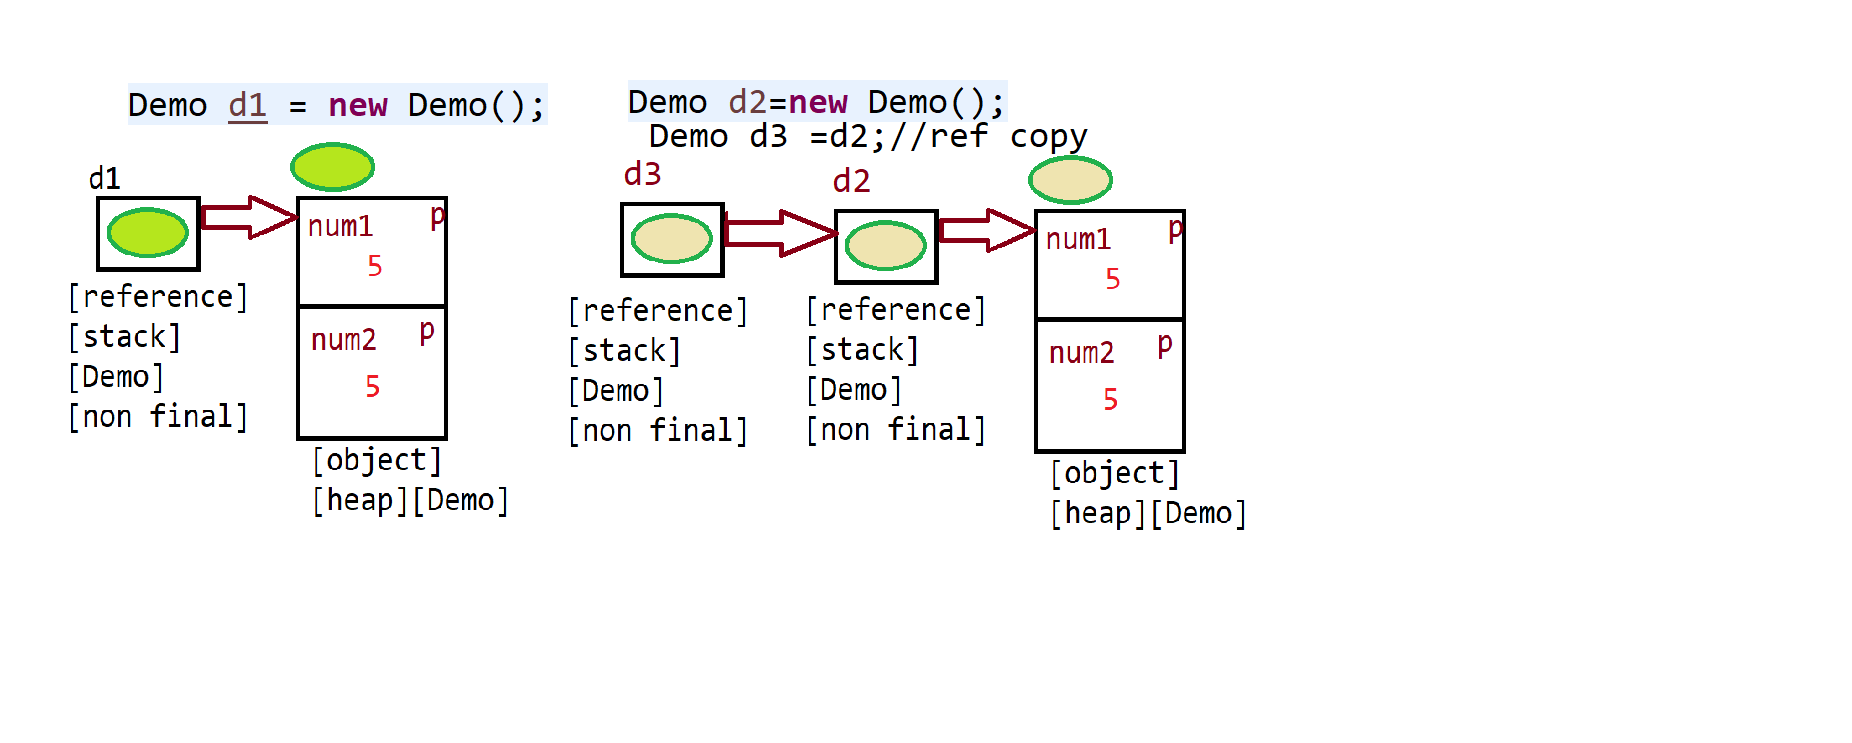 Demo d1 = new Demo();
d1
num1 p
5
num2 p
5
[reference]
[stack]
[Demo]
[non final]
[object]
[heap][Demo]
Demo d2=new Demo();
Demo d3 =d2;//ref copy
d3
d2
num1 p
5
num2 p
5
[reference]
[stack]
[Demo]
[non final]
[reference]
[stack]
[Demo]
[non final]
[object]
[heap][Demo]